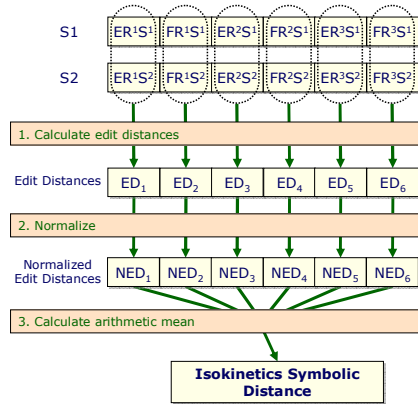 S1 ER¹S¹ FR¹S¹ ER²S¹ FR²S¹ ER³S¹ FR³S¹
S2 ER¹S² FR¹S² ER²S² FR²S² ER³S² FR³S²
1. Calculate edit distances
Edit Distances ED₁ ED₂ ED₃ ED₄ ED₅ ED₆
2. Normalize
Normalized
Edit Distances NED₁ NED₂ NED₃ NED₄ NED₅ NED₆
3. Calculate arithmetic mean
Isokinetics Symbolic
Distance